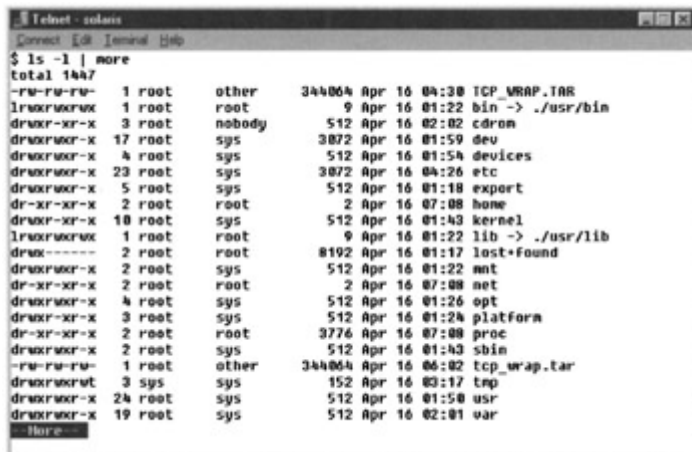 Telnet - solaris
Connect Edit Terminal Help
$ ls -l | more
total 1447
-rw-rw-rw- 1 root other 344064 Apr 16 04:30 TCP_WRAP.TAR
lrwxrwxrwx 1 root root 9 Apr 16 01:22 bin -> ./usr/bin
drwxr-xr-x 3 root nobody 512 Apr 16 02:02 cdrom
drwxrwxr-x 17 root sys 3072 Apr 16 01:59 dev
drwxrwxr-x 4 root sys 512 Apr 16 01:54 devices
drwxrwxr-x 23 root sys 3072 Apr 16 04:26 etc
drwxrwxr-x 5 root sys 512 Apr 16 01:18 export
dr-xr-xr-x 2 root root 2 Apr 16 07:08 home
drwxrwxr-x 10 root sys 512 Apr 16 01:43 kernel
lrwxrwxrwx 1 root root 9 Apr 16 01:22 lib -> ./usr/lib
drwx------ 2 root root 8192 Apr 16 01:17 lost+found
drwxrwxr-x 2 root sys 512 Apr 16 01:22 mnt
dr-xr-xr-x 2 root root 2 Apr 16 07:08 net
drwxrwxr-x 4 root sys 512 Apr 16 01:26 opt
drwxrwxr-x 3 root sys 512 Apr 16 01:24 platform
dr-xr-xr-x 2 root root 3776 Apr 16 07:08 proc
drwxrwxr-x 2 root sys 512 Apr 16 01:43 sbin
-rw-rw-rw- 1 root other 344064 Apr 16 06:02 tcp_wrap.tar
drwxrwxrwt 3 sys sys 152 Apr 16 03:17 tmp
drwxrwxr-x 24 root sys 512 Apr 16 01:50 usr
drwxrwxr-x 19 root sys 512 Apr 16 02:01 var
--More--